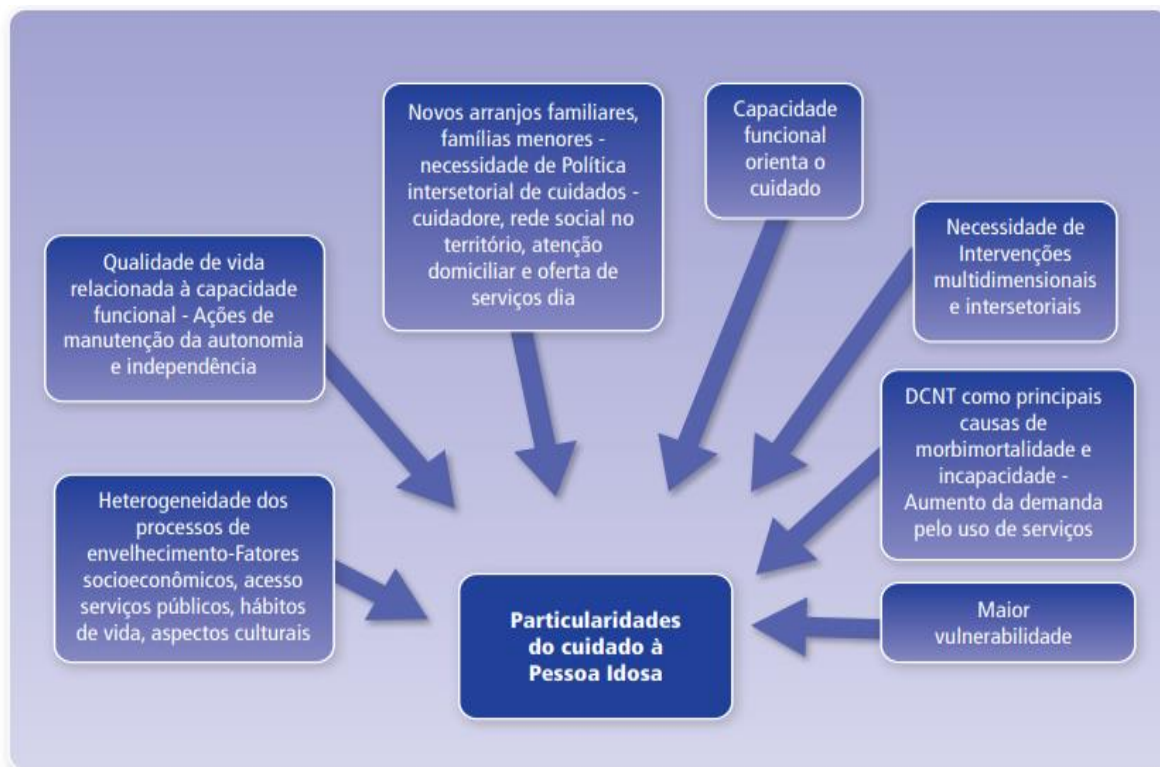 Novos arranjos familiares,
famílias menores -
necessidade de Política
intersetorial de cuidados -
cuidadore, rede social no
território, atenção
domiciliar e oferta de
serviços dia
Capacidade
funcional
orienta o
cuidado
Qualidade de vida
relacionada à capacidade
funcional - Ações de
manutenção da autonomia
e independência
Necessidade de
Intervenções
multidimensionais
e intersetoriais
DCNT como principais
causas de
morbimortalidade e
incapacidade -
Aumento da demanda
pelo uso de serviços
Heterogeneidade dos
processos de
envelhecimento-Fatores
socioeconômicos, acesso
serviços públicos, hábitos
de vida, aspectos culturais
Particularidades
do cuidado à
Pessoa Idosa
Maior
vulnerabilidade